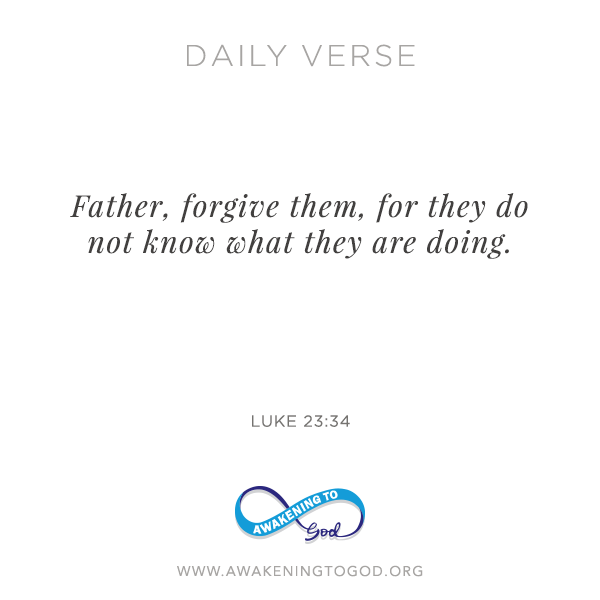 DAILY VERSE
Father, forgive them, for they do
not know what they are doing.
LUKE 23:34
AWAKENING TO
God
WWW.AWAKENINGTOGOD.ORG